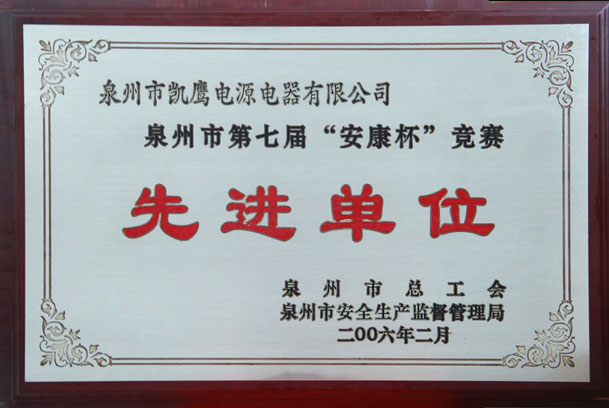 泉州市凯鹰电源电器有限公司
泉州市第七届“安康杯”竞赛
先进单位
泉州市总工会
泉州市安全生产监督管理局
二00六年二月